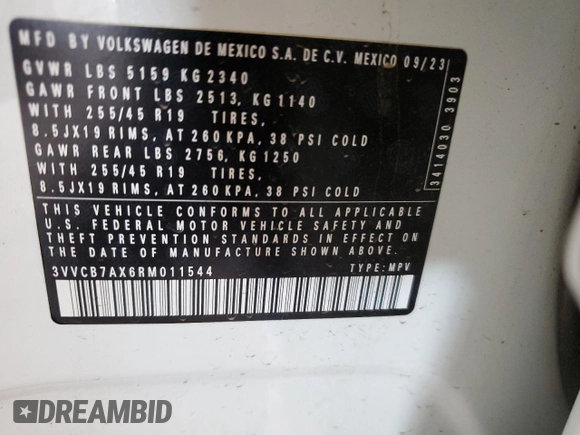 MFD BY VOLKSWAGEN DE MEXICO S.A. DE C.V. MEXICO 09/23
GVWR LBS 5159 KG 2340
GAWR FRONT LBS 2513, KG 1140
WITH 255/45 R19 TIRES,
8.5JX19 RIMS, AT 260 KPA, 38 PSI COLD
GAWR REAR LBS 2756, KG 1250
WITH 255/45 R19 TIRES,
8.5JX19 RIMS, AT 260 KPA, 38 PSI COLD
THIS VEHICLE CONFORMS TO ALL APPLICABLE
U.S. FEDERAL MOTOR VEHICLE SAFETY AND
THEFT PREVENTION STANDARDS IN EFFECT ON
THE DATE OF MANUFACTURE SHOWN ABOVE.
3VVCB7AX6RM011544 TYPE: MPV
3414030 3903
DREAMBID